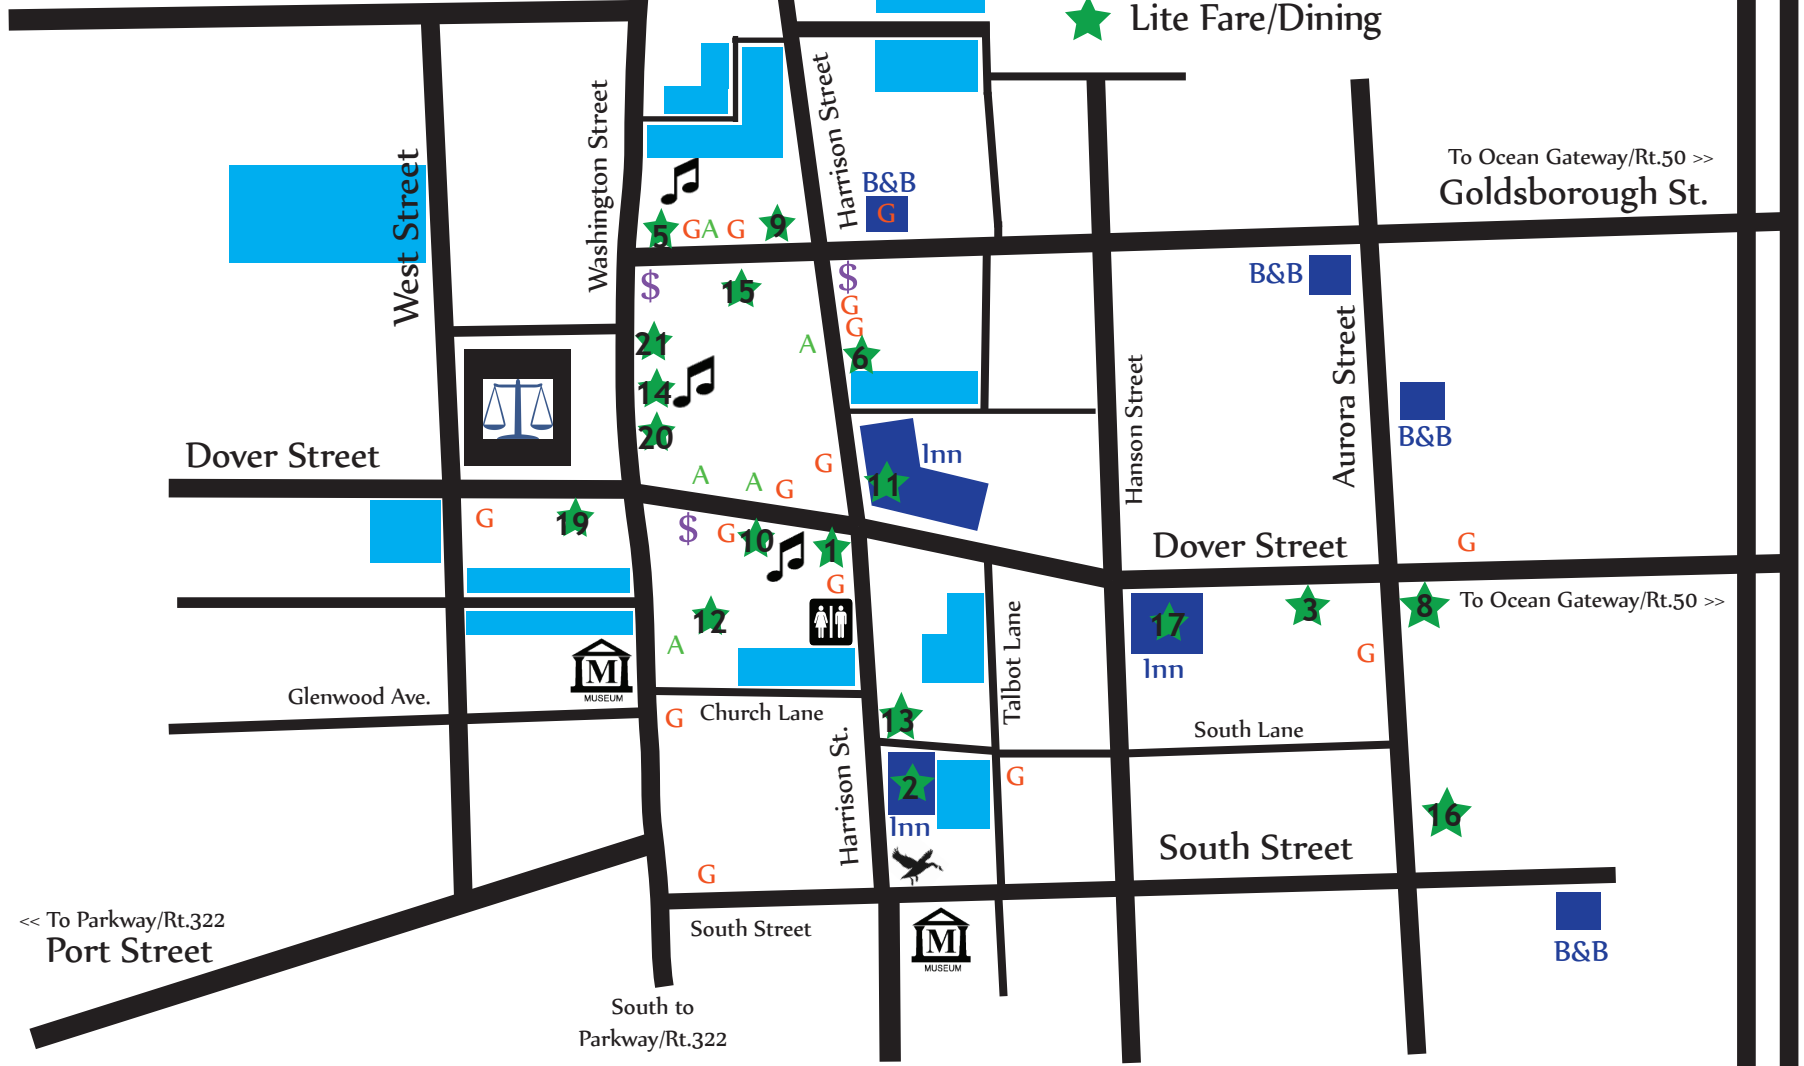 Lite Fare/Dining
Harrison Street
Washington Street
West Street
To Ocean Gateway/Rt.50 >>
Goldsborough St.
B&B
G
5
G
A
G
9
$
15
$
G
G
B&B
21
A
6
14
Hanson Street
Aurora Street
B&B
20
Dover Street
Inn
G
11
A
A
G
G
19
$
G
10
1
Dover Street
G
G
12
A
17
Inn
3
8
To Ocean Gateway/Rt.50 >>
G
Talbot Lane
M
MUSEUM
Glenwood Ave.
G
Church Lane
13
South Lane
Harrison St.
2
Inn
G
16
South Street
G
<< To Parkway/Rt.322
Port Street
South Street
M
MUSEUM
B&B
South to
Parkway/Rt.322